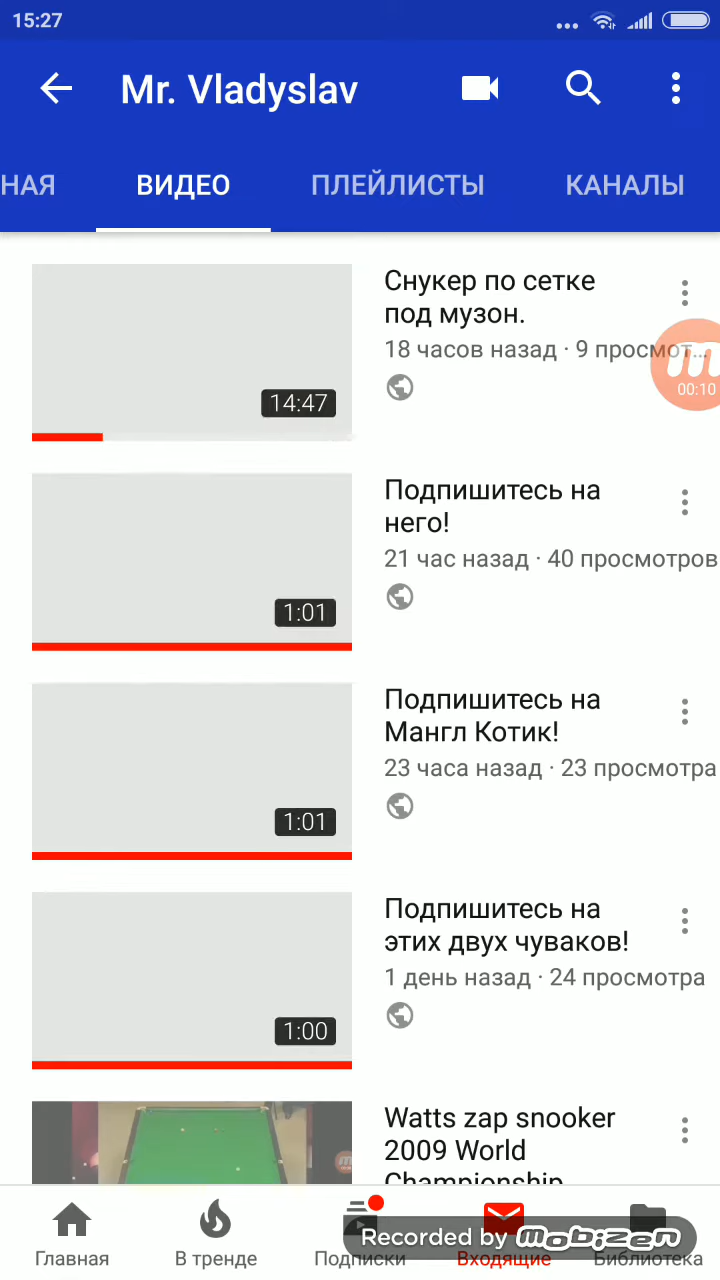 15:27
Mr. Vladyslav
НАЯ ВИДЕО ПЛЕЙЛИСТЫ КАНАЛЫ
Снукер по сетке
под музон.
18 часов назад · 9 просмот...
14:47
m
00:10
Подпишитесь на
него!
21 час назад · 40 просмотров
1:01
Подпишитесь на
Мангл Котик!
23 часа назад · 23 просмотра
1:01
Подпишитесь на
этих двух чуваков!
1 день назад · 24 просмотра
1:00
Watts zap snooker
2009 World
Championship
Recorded by mobizen
Главная В тренде Подписки Входящие Библиотека